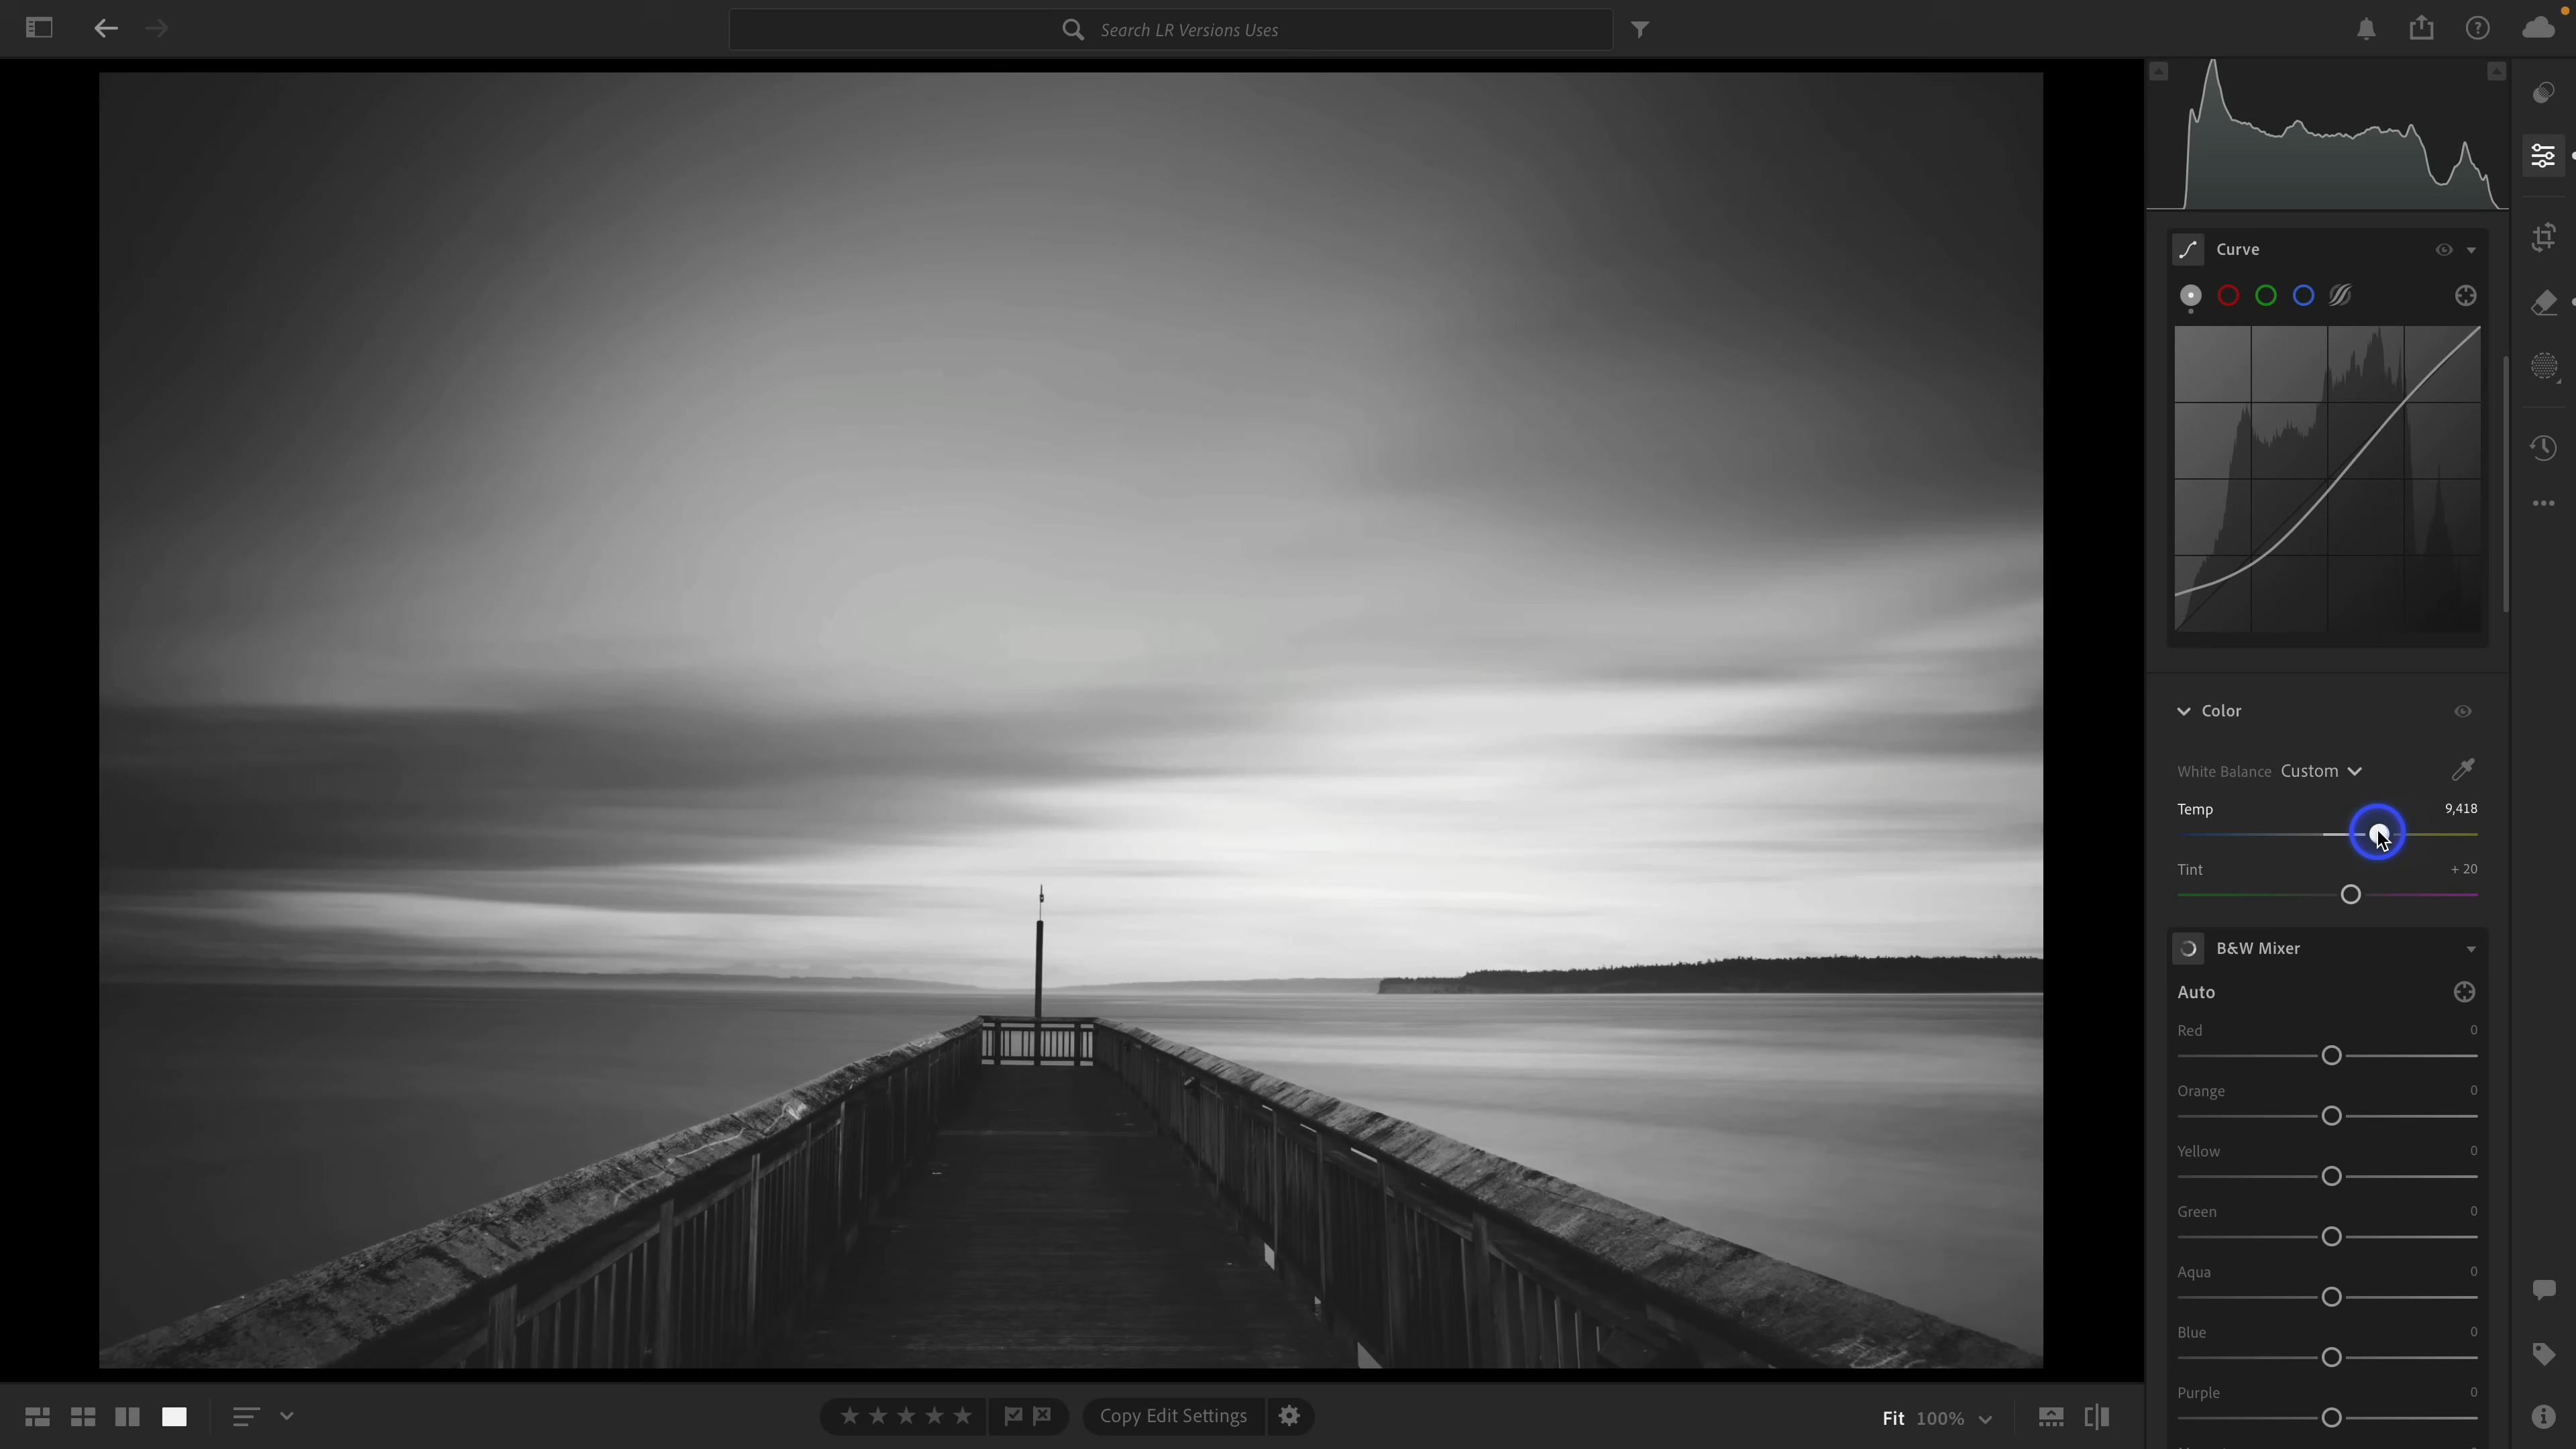 Search LR Versions Uses
Curve
Color
White Balance Custom
Temp 9,418
Tint + 20
B&W Mixer
Auto
Red 0
Orange 0
Yellow 0
Green 0
Aqua 0
Blue 0
Purple 0
Copy Edit Settings
Fit 100%